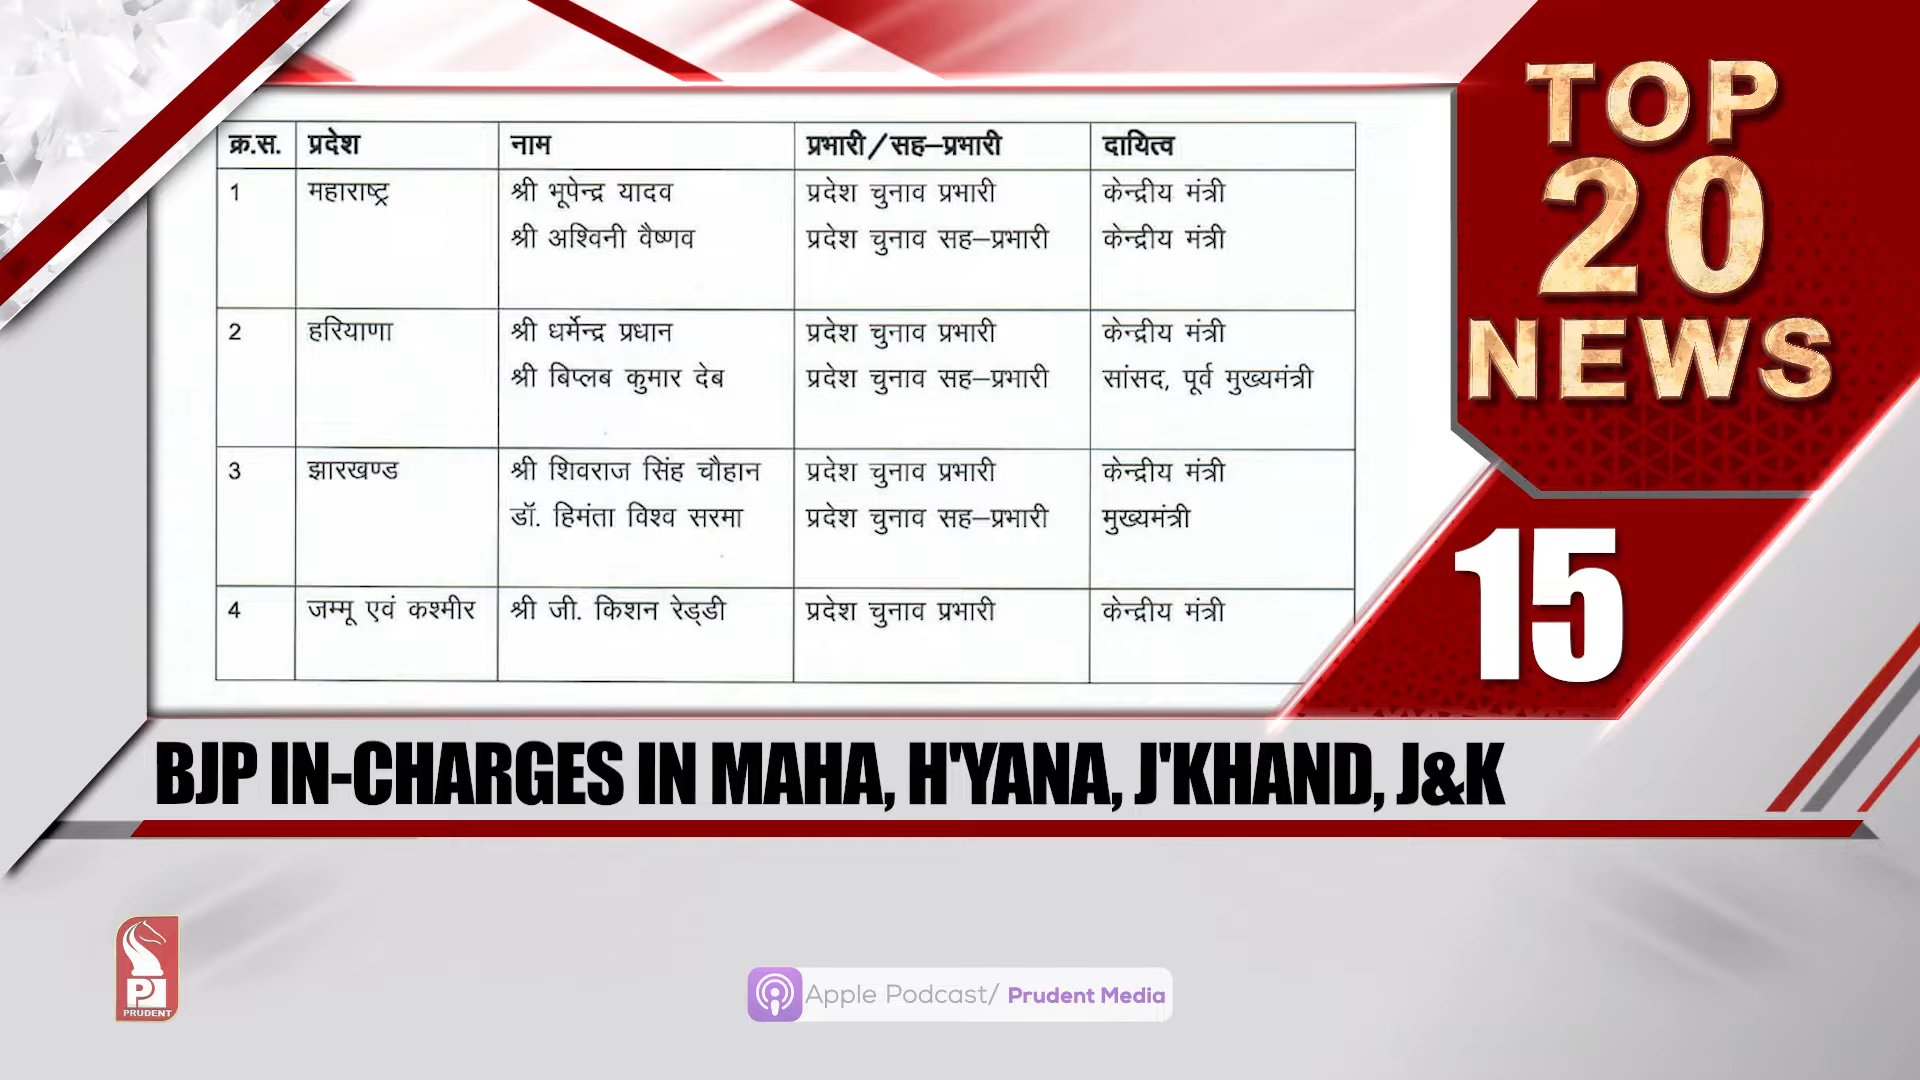 क्र.स. प्रदेश नाम प्रभारी/सह–प्रभारी दायित्व
1 महाराष्ट्र श्री भूपेन्द्र यादव प्रदेश चुनाव प्रभारी केन्द्रीय मंत्री
श्री अश्विनी वैष्णव प्रदेश चुनाव सह–प्रभारी केन्द्रीय मंत्री
2 हरियाणा श्री धर्मेन्द्र प्रधान प्रदेश चुनाव प्रभारी केन्द्रीय मंत्री
श्री बिप्लब कुमार देब प्रदेश चुनाव सह–प्रभारी सांसद, पूर्व मुख्यमंत्री
3 झारखण्ड श्री शिवराज सिंह चौहान प्रदेश चुनाव प्रभारी केन्द्रीय मंत्री
डॉ. हिमंता विश्व सरमा प्रदेश चुनाव सह–प्रभारी मुख्यमंत्री
4 जम्मू एवं कश्मीर श्री जी. किशन रेड्डी प्रदेश चुनाव प्रभारी केन्द्रीय मंत्री
TOP
20
NEWS
15
BJP IN-CHARGES IN MAHA, H'YANA, J'KHAND, J&K
P
PRUDENT
Apple Podcast/ Prudent Media